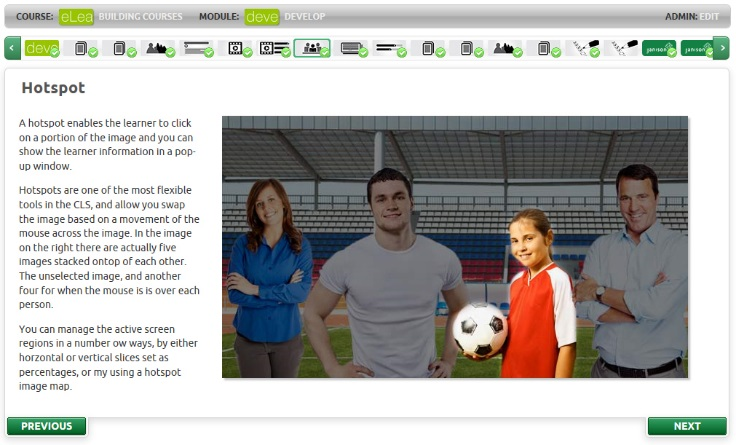 COURSE: eLea BUILDING COURSES MODULE: deve DEVELOP ADMIN: EDIT
deve
janison janison
Hotspot
A hotspot enables the learner to click
on a portion of the image and you can
show the learner information in a pop-
up window.
Hotspots are one of the most flexible
tools in the CLS, and allow you swap
the image based on a movement of the
mouse across the image. In the image
on the right there are actually five
images stacked ontop of each other.
The unselected image, and another
four for when the mouse is is over each
person.
You can manage the active screen
regions in a number ow ways, by either
horzontal or vertical slices set as
percentages, or my using a hotspot
image map.
PREVIOUS NEXT